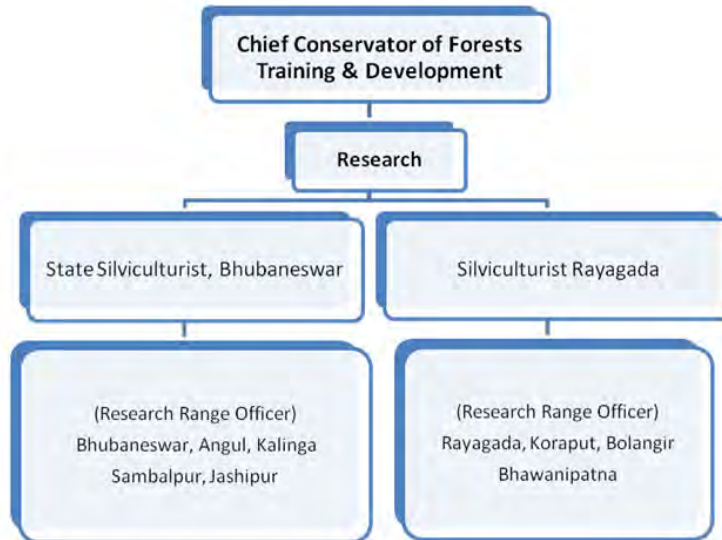 Chief Conservator of Forests
Training & Development
Research
State Silviculturist, Bhubaneswar
Silviculturist Rayagada
(Research Range Officer)
Bhubaneswar, Angul, Kalinga
Sambalpur, Jashipur
(Research Range Officer)
Rayagada, Koraput, Bolangir
Bhawanipatna